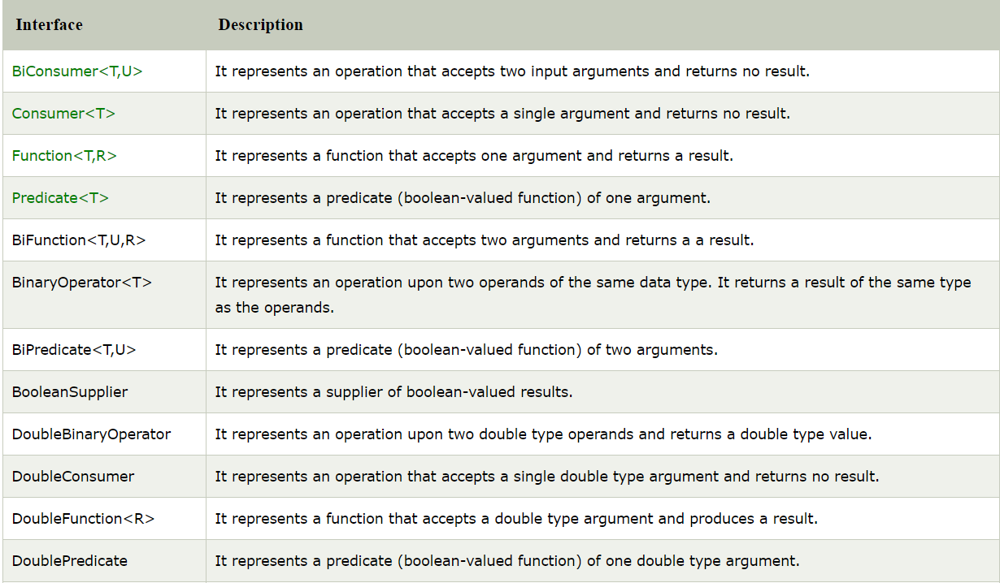 Interface Description
BiConsumer<T,U> It represents an operation that accepts two input arguments and returns no result.
Consumer<T> It represents an operation that accepts a single argument and returns no result.
Function<T,R> It represents a function that accepts one argument and returns a result.
Predicate<T> It represents a predicate (boolean-valued function) of one argument.
BiFunction<T,U,R> It represents a function that accepts two arguments and returns a a result.
BinaryOperator<T> It represents an operation upon two operands of the same data type. It returns a result of the same type
as the operands.
BiPredicate<T,U> It represents a predicate (boolean-valued function) of two arguments.
BooleanSupplier It represents a supplier of boolean-valued results.
DoubleBinaryOperator It represents an operation upon two double type operands and returns a double type value.
DoubleConsumer It represents an operation that accepts a single double type argument and returns no result.
DoubleFunction<R> It represents a function that accepts a double type argument and produces a result.
DoublePredicate It represents a predicate (boolean-valued function) of one double type argument.